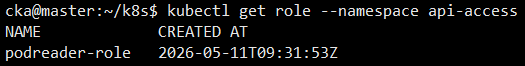 cka@master:~/k8s$ kubectl get role --namespace api-access
NAME             CREATED AT
podreader-role   2026-05-11T09:31:53Z